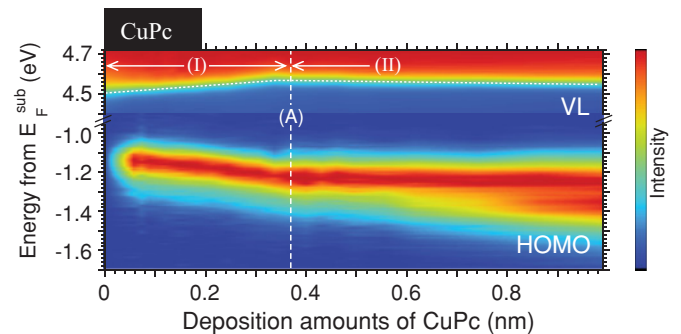 CuPc
4.7
(I)
(II)
4.5
VL
(A)
-1.0
-1.2
-1.4
-1.6
HOMO
Energy from E_F^sub (eV)
Intensity
0 0.2 0.4 0.6 0.8
Deposition amounts of CuPc (nm)